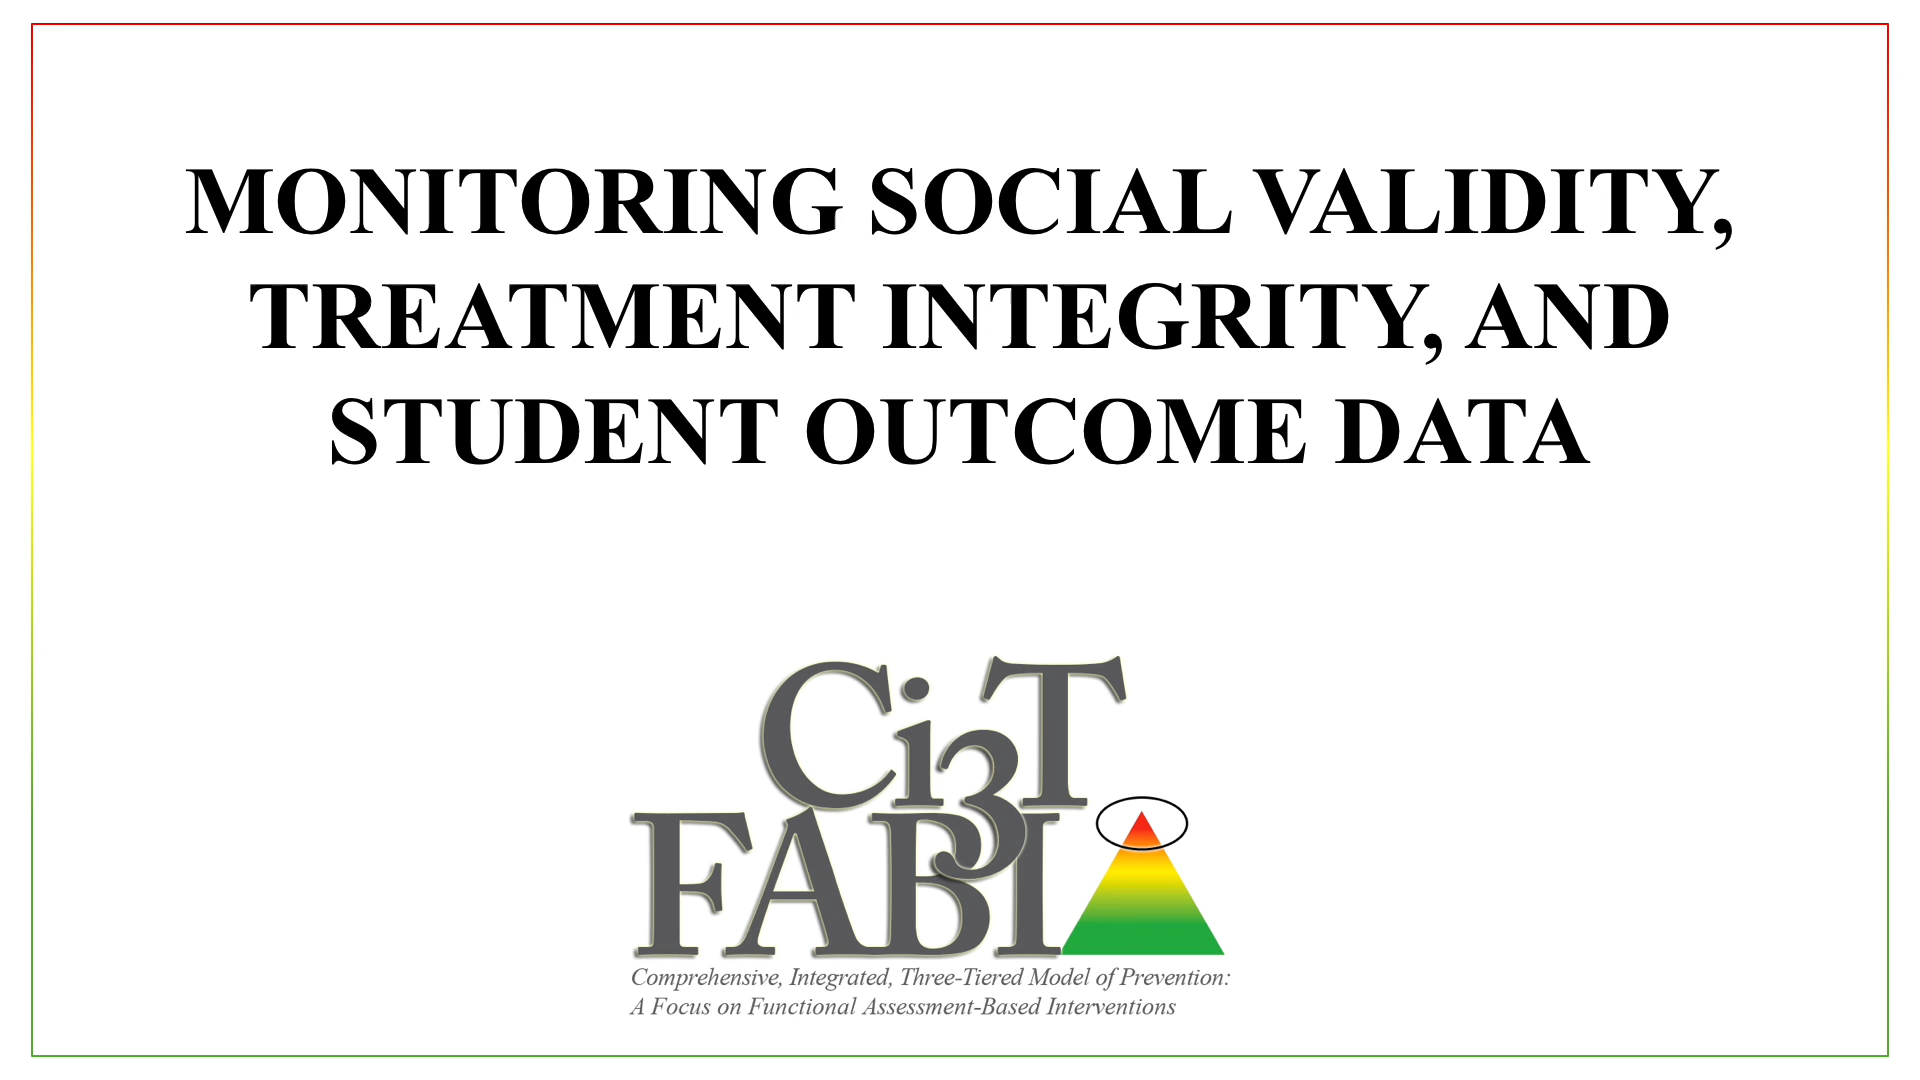 MONITORING SOCIAL VALIDITY,
TREATMENT INTEGRITY, AND
STUDENT OUTCOME DATA
Ci3T
FABI
Comprehensive, Integrated, Three-Tiered Model of Prevention:
A Focus on Functional Assessment-Based Interventions